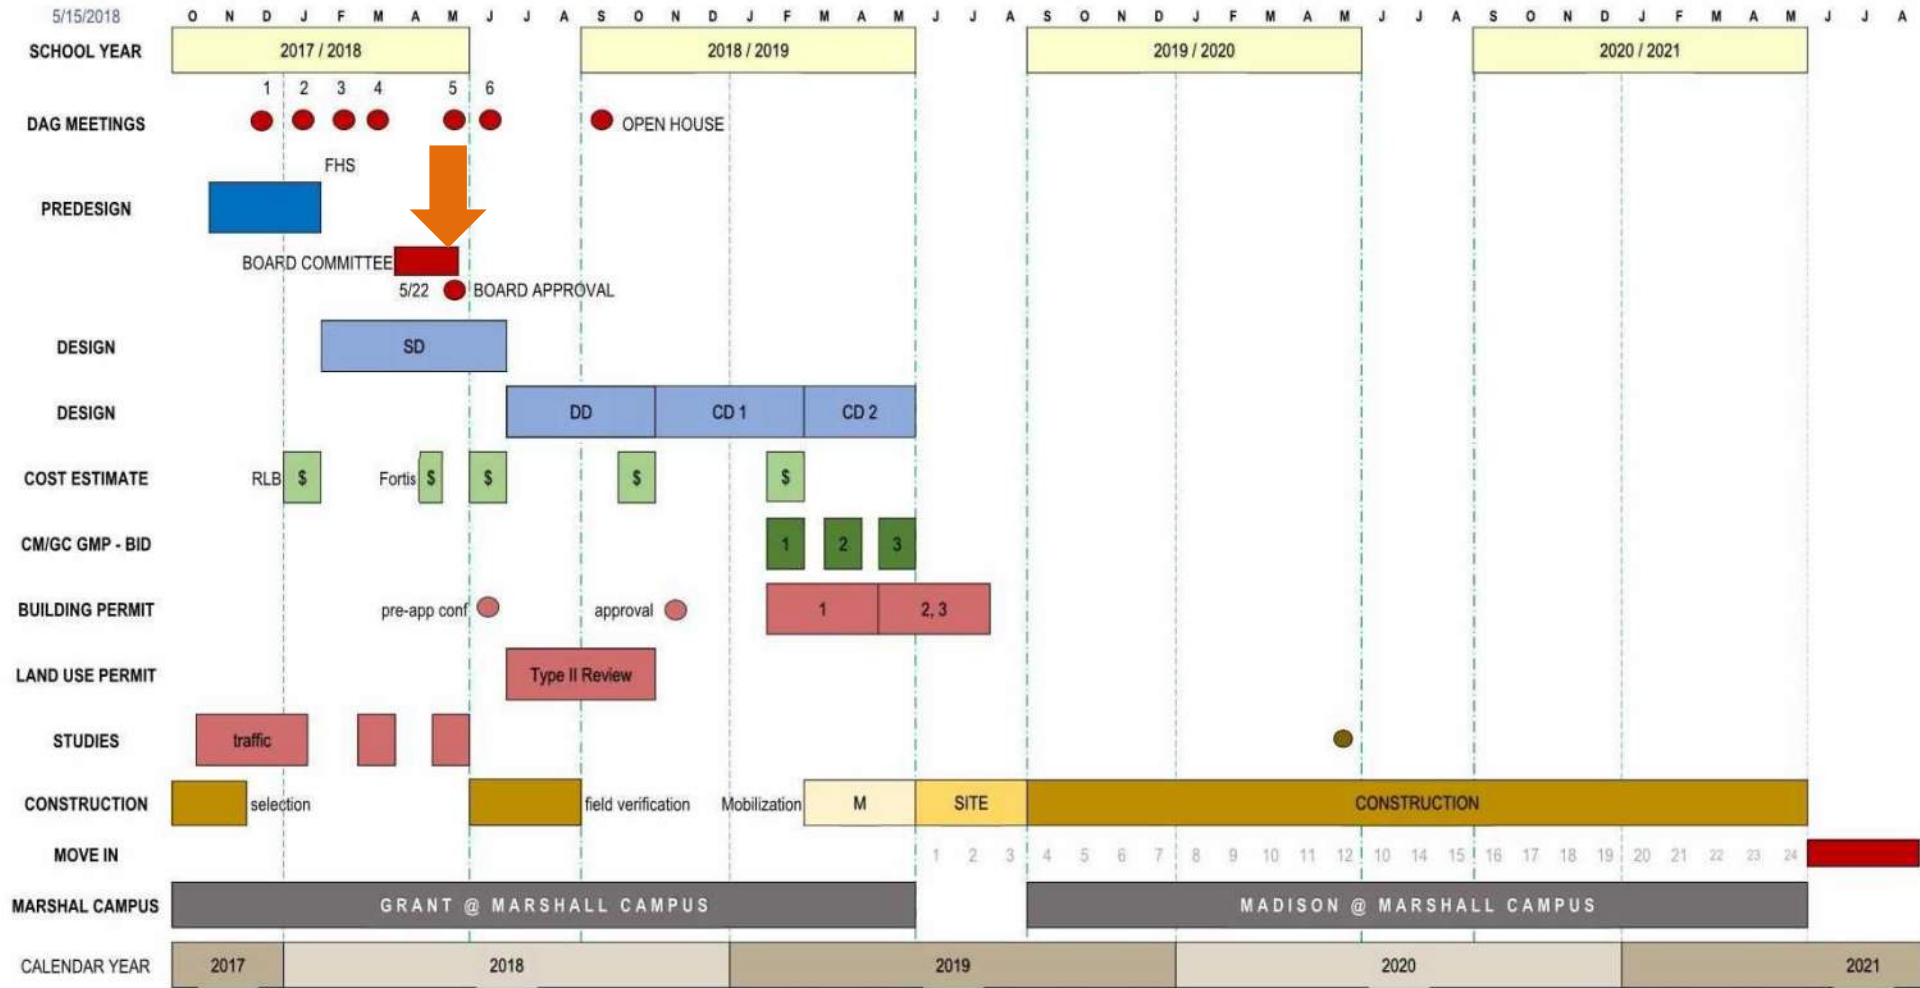 5/15/2018 O N D J F M A M J J A S O N D J F M A M J J A S O N D J F M A M J J A S O N D J F M A M J J A
SCHOOL YEAR 2017 / 2018 2018 / 2019 2019 / 2020 2020 / 2021
1 2 3 4 5 6
DAG MEETINGS OPEN HOUSE
FHS
PREDESIGN
BOARD COMMITTEE
5/22 BOARD APPROVAL
DESIGN SD
DESIGN DD CD 1 CD 2
COST ESTIMATE RLB $ Fortis $ $ $ $
CM/GC GMP - BID 1 2 3
BUILDING PERMIT pre-app conf approval 1 2, 3
LAND USE PERMIT Type II Review
STUDIES traffic
CONSTRUCTION selection field verification Mobilization M SITE CONSTRUCTION
MOVE IN 1 2 3 4 5 6 7 8 9 10 11 12 10 14 15 16 17 18 19 20 21 22 23 24
MARSHAL CAMPUS GRANT @ MARSHALL CAMPUS MADISON @ MARSHALL CAMPUS
CALENDAR YEAR 2017 2018 2019 2020 2021